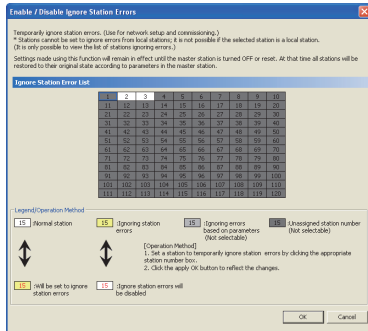 Enable / Disable Ignore Station Errors
Temporarily ignore station errors. (Use for network setup and commissioning.)
* Stations cannot be set to ignore errors from local stations; it is not possible if the selected station is a local station.
(It is only possible to view the list of stations ignoring errors.)
Settings made using this function will remain in effect until the master station is turned OFF or reset. At that time all stations will be
restored to their original state according to parameters in the master station.
Ignore Station Error List
1 2 3 4 5 6 7 8 9 10
11 12 13 14 15 16 17 18 19 20
21 22 23 24 25 26 27 28 29 30
31 32 33 34 35 36 37 38 39 40
41 42 43 44 45 46 47 48 49 50
51 52 53 54 55 56 57 58 59 60
61 62 63 64 65 66 67 68 69 70
71 72 73 74 75 76 77 78 79 80
81 82 83 84 85 86 87 88 89 90
91 92 93 94 95 96 97 98 99 100
101 102 103 104 105 106 107 108 109 110
111 112 113 114 115 116 117 118 119 120
Legend/Operation Method
15 :Normal station
15 :Ignoring station
errors
15 :Ignoring errors
based on parameters
(Not selectable)
15 :Unassigned station number
(Not selectable)
[Operation Method]
1. Set a station to temporarily ignore station errors by clicking the appropriate
station number box.
2. Click the apply OK button to reflect the changes.
15 :Will be set to ignore
station errors
15 :Ignore station errors will
be disabled
OK
Cancel